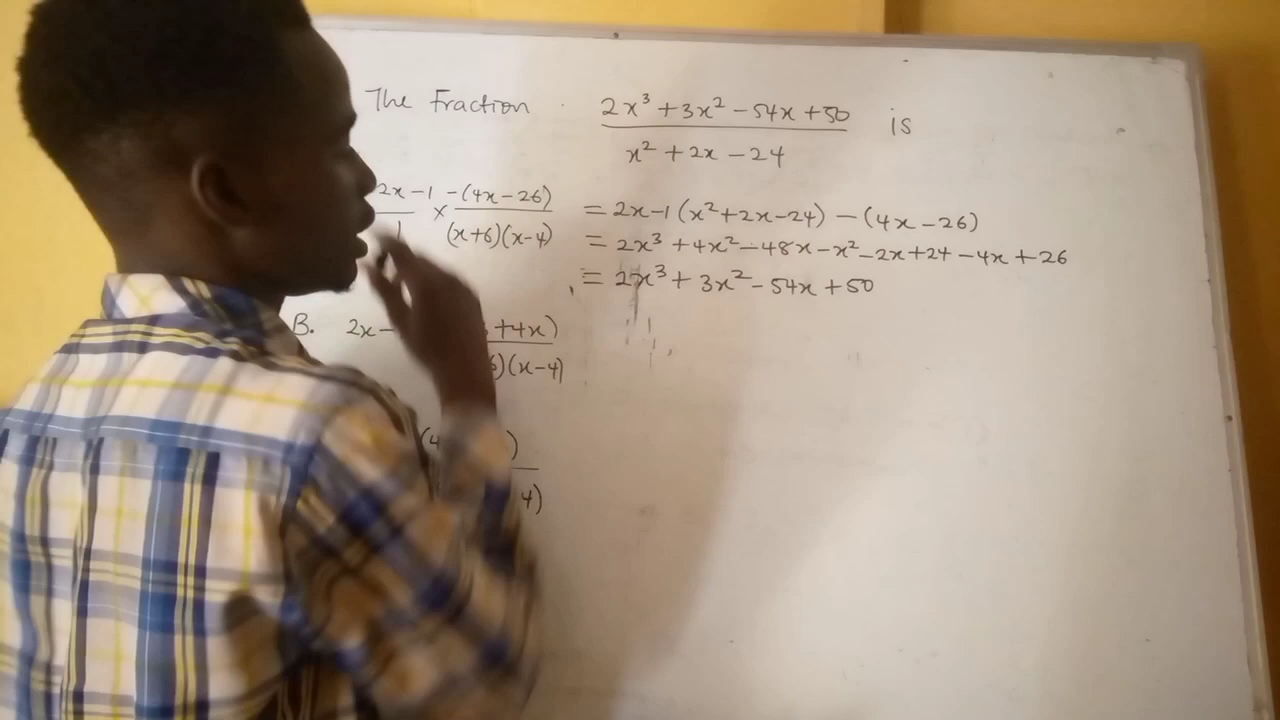 The Fraction 2x³ + 3x² - 54x + 50 is
x² + 2x - 24
2x - 1 × -(4x - 26) = 2x - 1 (x² + 2x - 24) - (4x - 26)
1 (x+6)(x-4) = 2x³ + 4x² - 48x - x² - 2x + 24 - 4x + 26
= 2x³ + 3x² - 54x + 50
B. 2x - + 4x)
)(x-4)
(4 )
4)